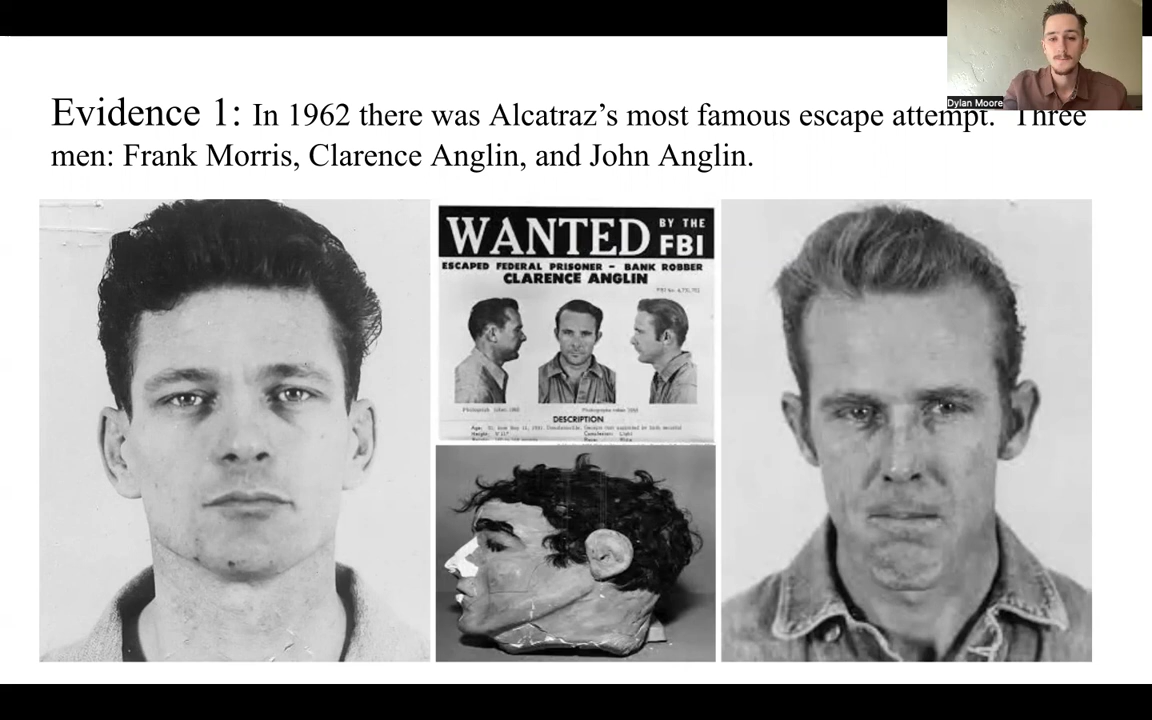 Dylan Moore
Evidence 1: In 1962 there was Alcatraz’s most famous escape attempt. Three
men: Frank Morris, Clarence Anglin, and John Anglin.
WANTED BY THE FBI
ESCAPED FEDERAL PRISONER - BANK ROBBER
CLARENCE ANGLIN
DESCRIPTION